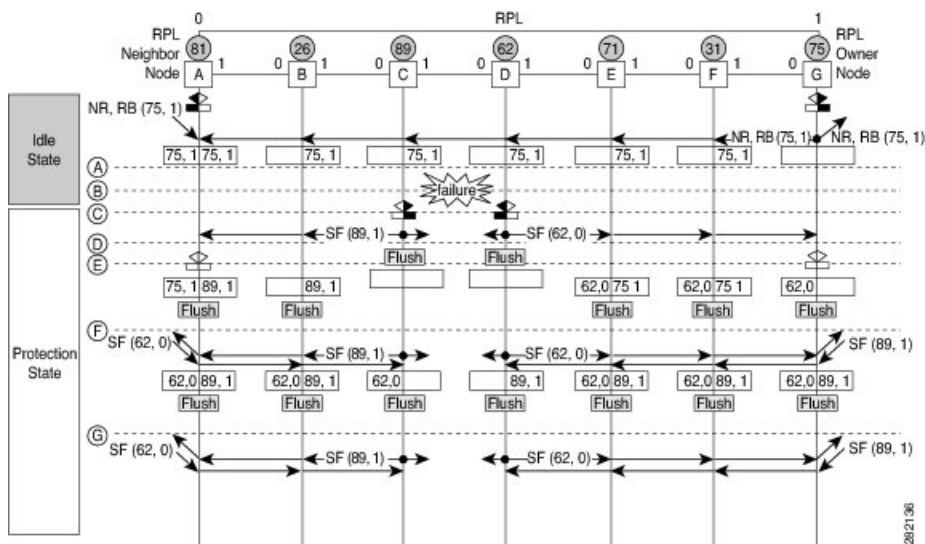 0 RPL 1
RPL Neighbor Node
81 26 89 62 71 31 75
RPL Owner Node
0 1 0 1 0 1 0 1 0 1 0
A B C D E F G
Idle State
NR, RB (75, 1)
NR, RB (75, 1) NR, RB (75, 1)
75, 1 75, 1 75, 1 75, 1 75, 1 75, 1 75, 1
A
B
failure
C
SF (89, 1) SF (62, 0)
D
Flush Flush
E
75, 1 89, 1 89, 1 62,0 75 1 62,0 75 1 62,0
Flush Flush Flush Flush Flush
Protection State
F
SF (62, 0) SF (89, 1) SF (62, 0) SF (89, 1)
62,0 89, 1 62,0 89, 1 62,0 89, 1 62,0 89, 1 62,0 89, 1 62,0 89, 1
Flush Flush Flush Flush Flush Flush Flush
G
SF (62, 0) SF (89, 1) SF (62, 0) SF (89, 1)
282136